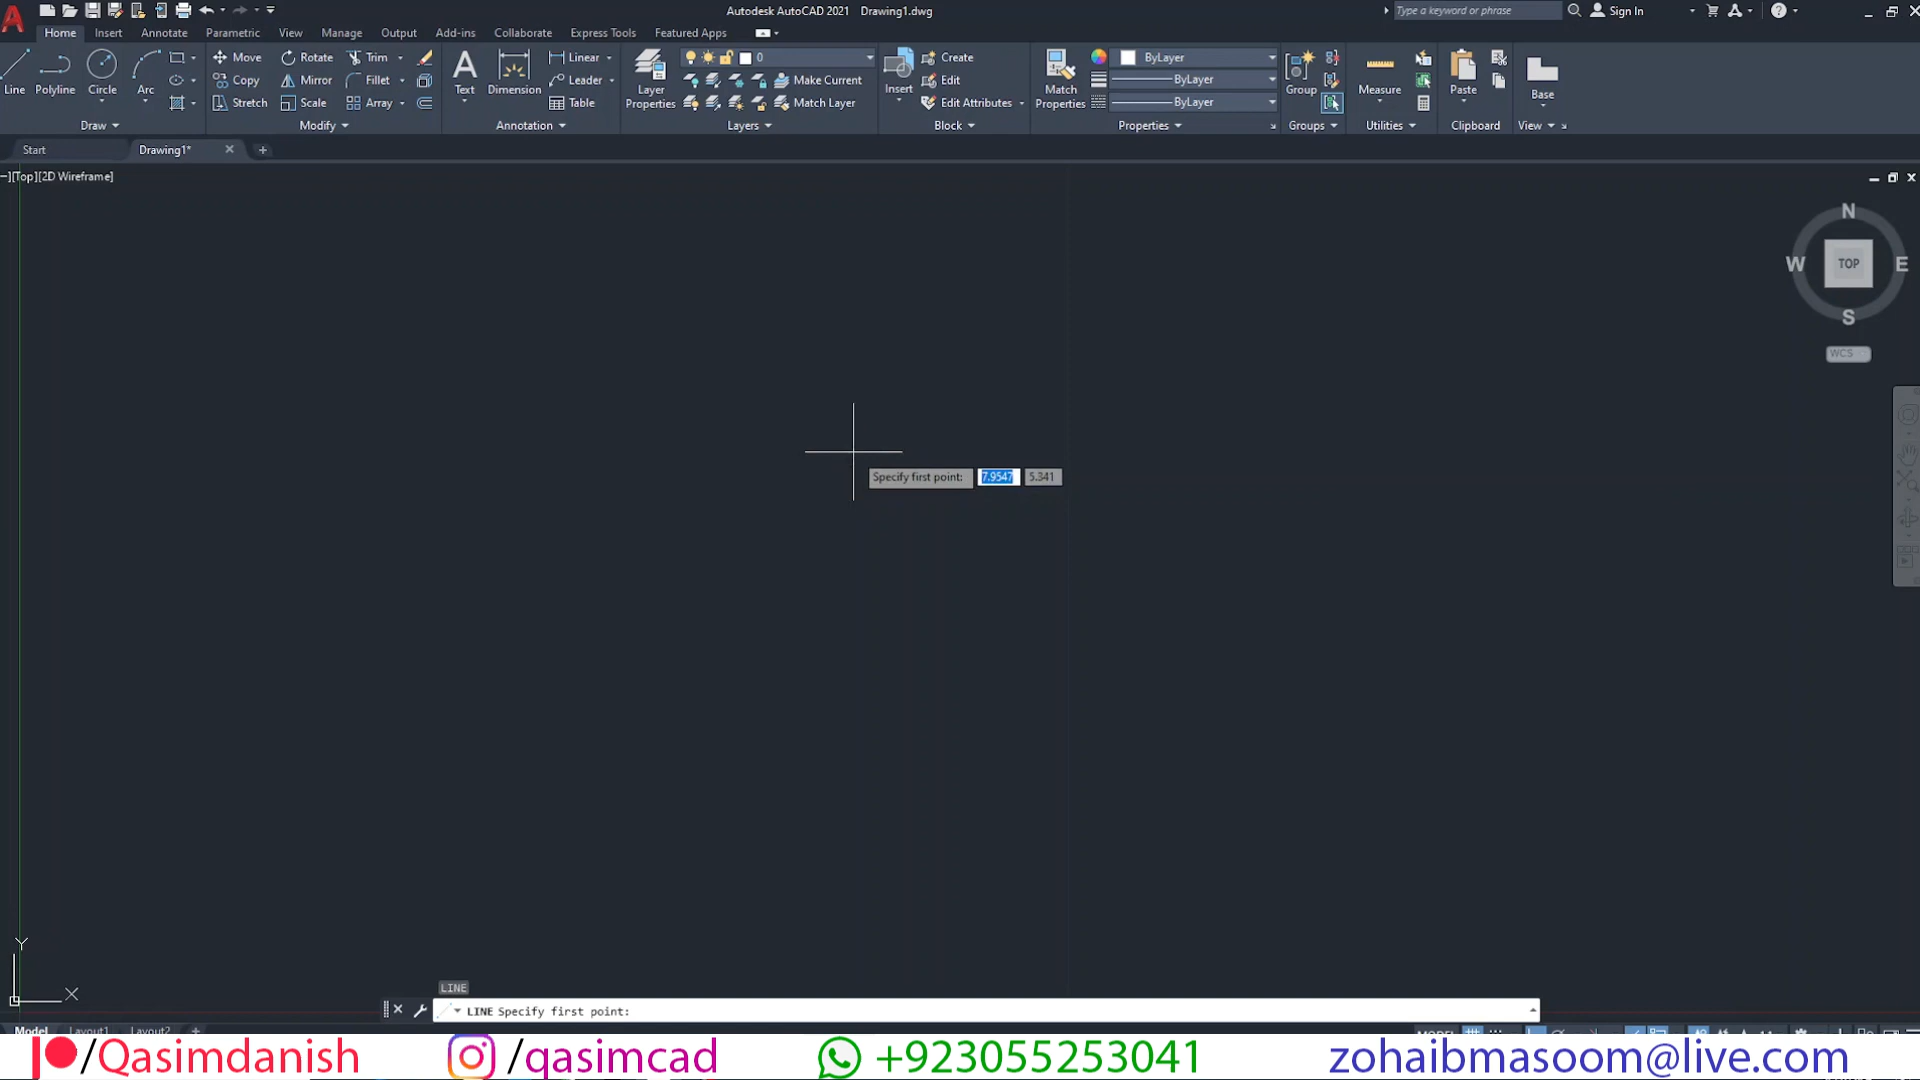 Autodesk AutoCAD 2021 Drawing1.dwg
Type a keyword or phrase
Sign In
Home Insert Annotate Parametric View Manage Output Add-ins Collaborate Express Tools Featured Apps
Line Polyline Circle Arc
Move Rotate Trim
Copy Mirror Fillet
Stretch Scale Array
Text Dimension
Linear
Leader
Table
Layer Properties
0
Make Current
Match Layer
Insert
Create
Edit
Edit Attributes
Match Properties
ByLayer
ByLayer
ByLayer
Group
Measure
Paste
Base
Draw Modify Annotation Layers Block Properties Groups Utilities Clipboard View
Start Drawing1*
–][Top][2D Wireframe]
N
W TOP E
S
WCS
Specify first point: 7.9547 5.341
Y
X
LINE
LINE Specify first point:
Model Layout1 Layout2
MODEL
/Qasimdanish /qasimcad +923055253041 zohaibmasoom@live.com